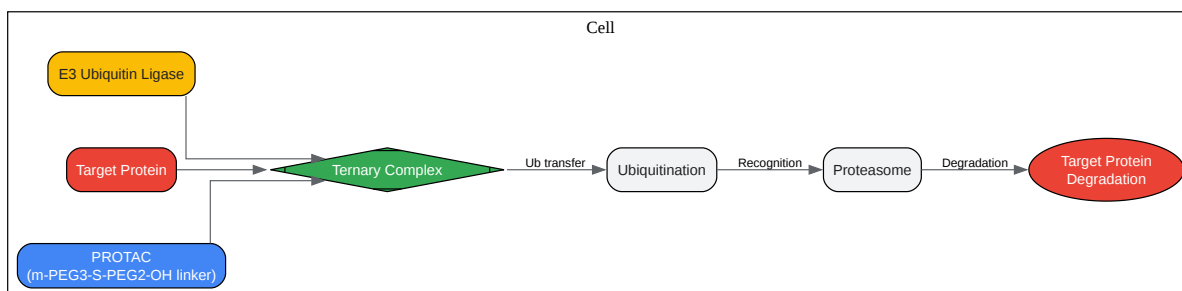 Cell
E3 Ubiquitin Ligase
Target Protein
Ternary Complex
Ub transfer
Ubiquitination
Recognition
Proteasome
Degradation
Target Protein
Degradation
PROTAC
(m-PEG3-S-PEG2-OH linker)